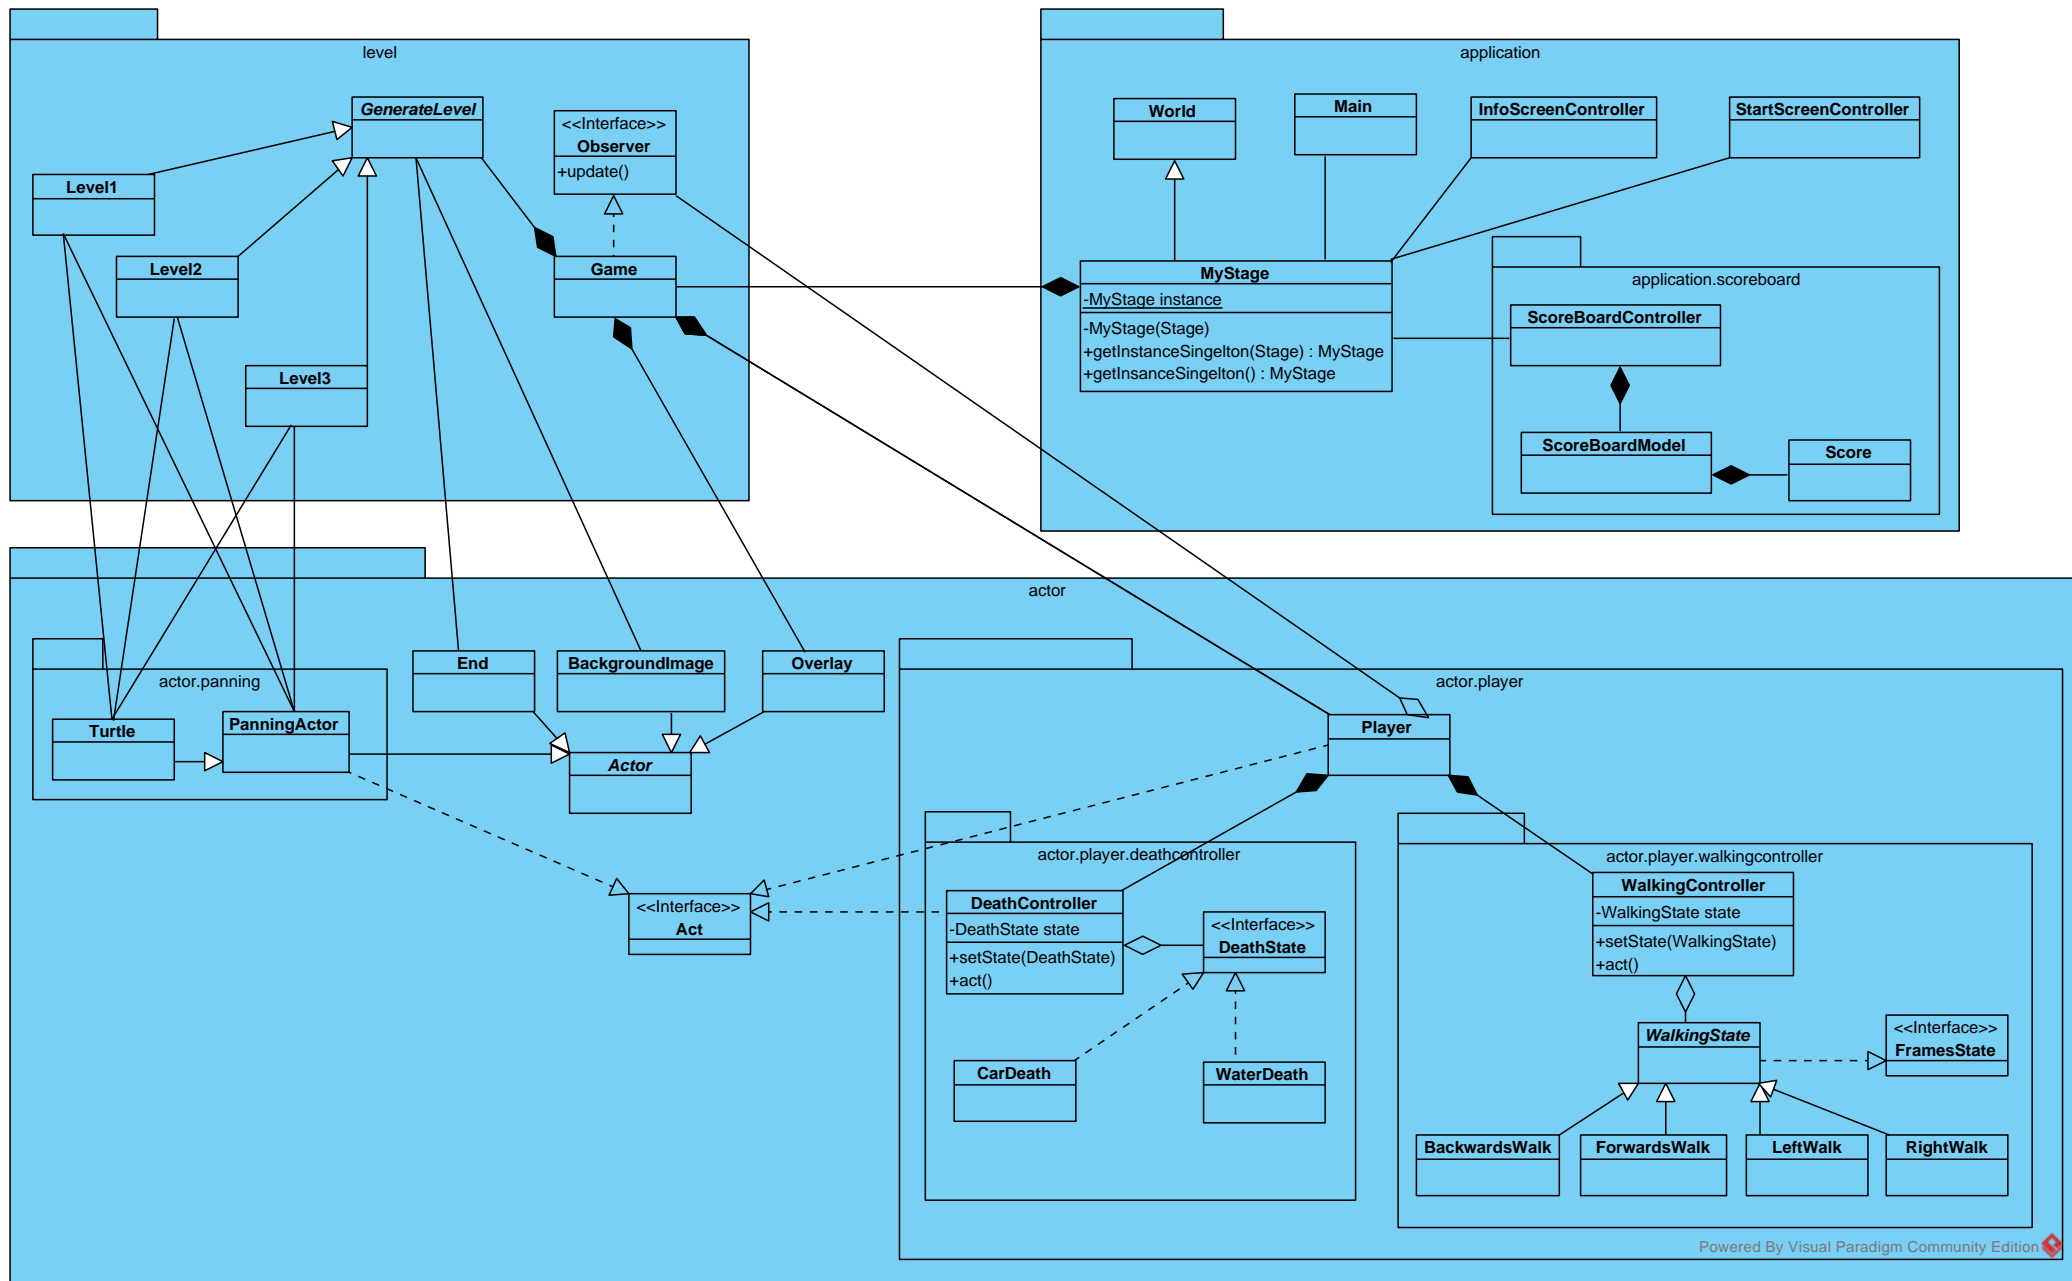 level
GenerateLevel
<<Interface>>
Observer
+update()
Level1
Level2
Game
Level3
application
World
Main
InfoScreenController
StartScreenController
MyStage
-MyStage instance
-MyStage(Stage)
+getInstanceSingelton(Stage) : MyStage
+getInsanceSingelton() : MyStage
application.scoreboard
ScoreBoardController
ScoreBoardModel
Score
actor
actor.panning
Turtle
PanningActor
End
BackgroundImage
Overlay
Actor
<<Interface>>
Act
actor.player
Player
actor.player.deathcontroller
DeathController
-DeathState state
+setState(DeathState)
+act()
<<Interface>>
DeathState
CarDeath
WaterDeath
actor.player.walkingcontroller
WalkingController
-WalkingState state
+setState(WalkingState)
+act()
WalkingState
<<Interface>>
FramesState
BackwardsWalk
ForwardsWalk
LeftWalk
RightWalk
Powered By Visual Paradigm Community Edition